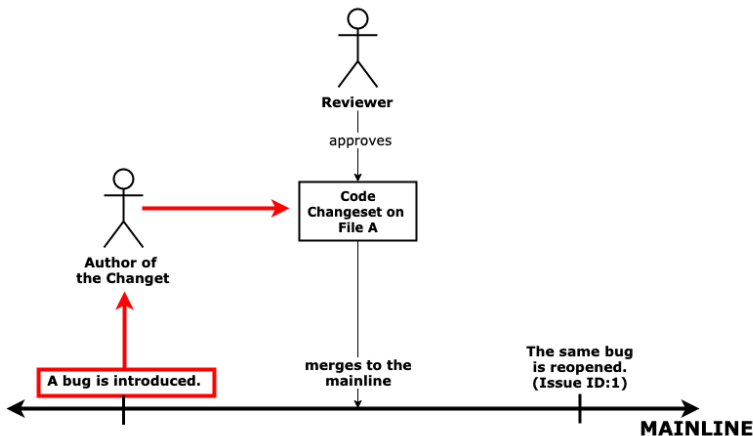 Reviewer
approves
Code
Changeset on
File A
Author of
the Changet
A bug is introduced.
merges to the
mainline
The same bug
is reopened.
(Issue ID:1)
MAINLINE